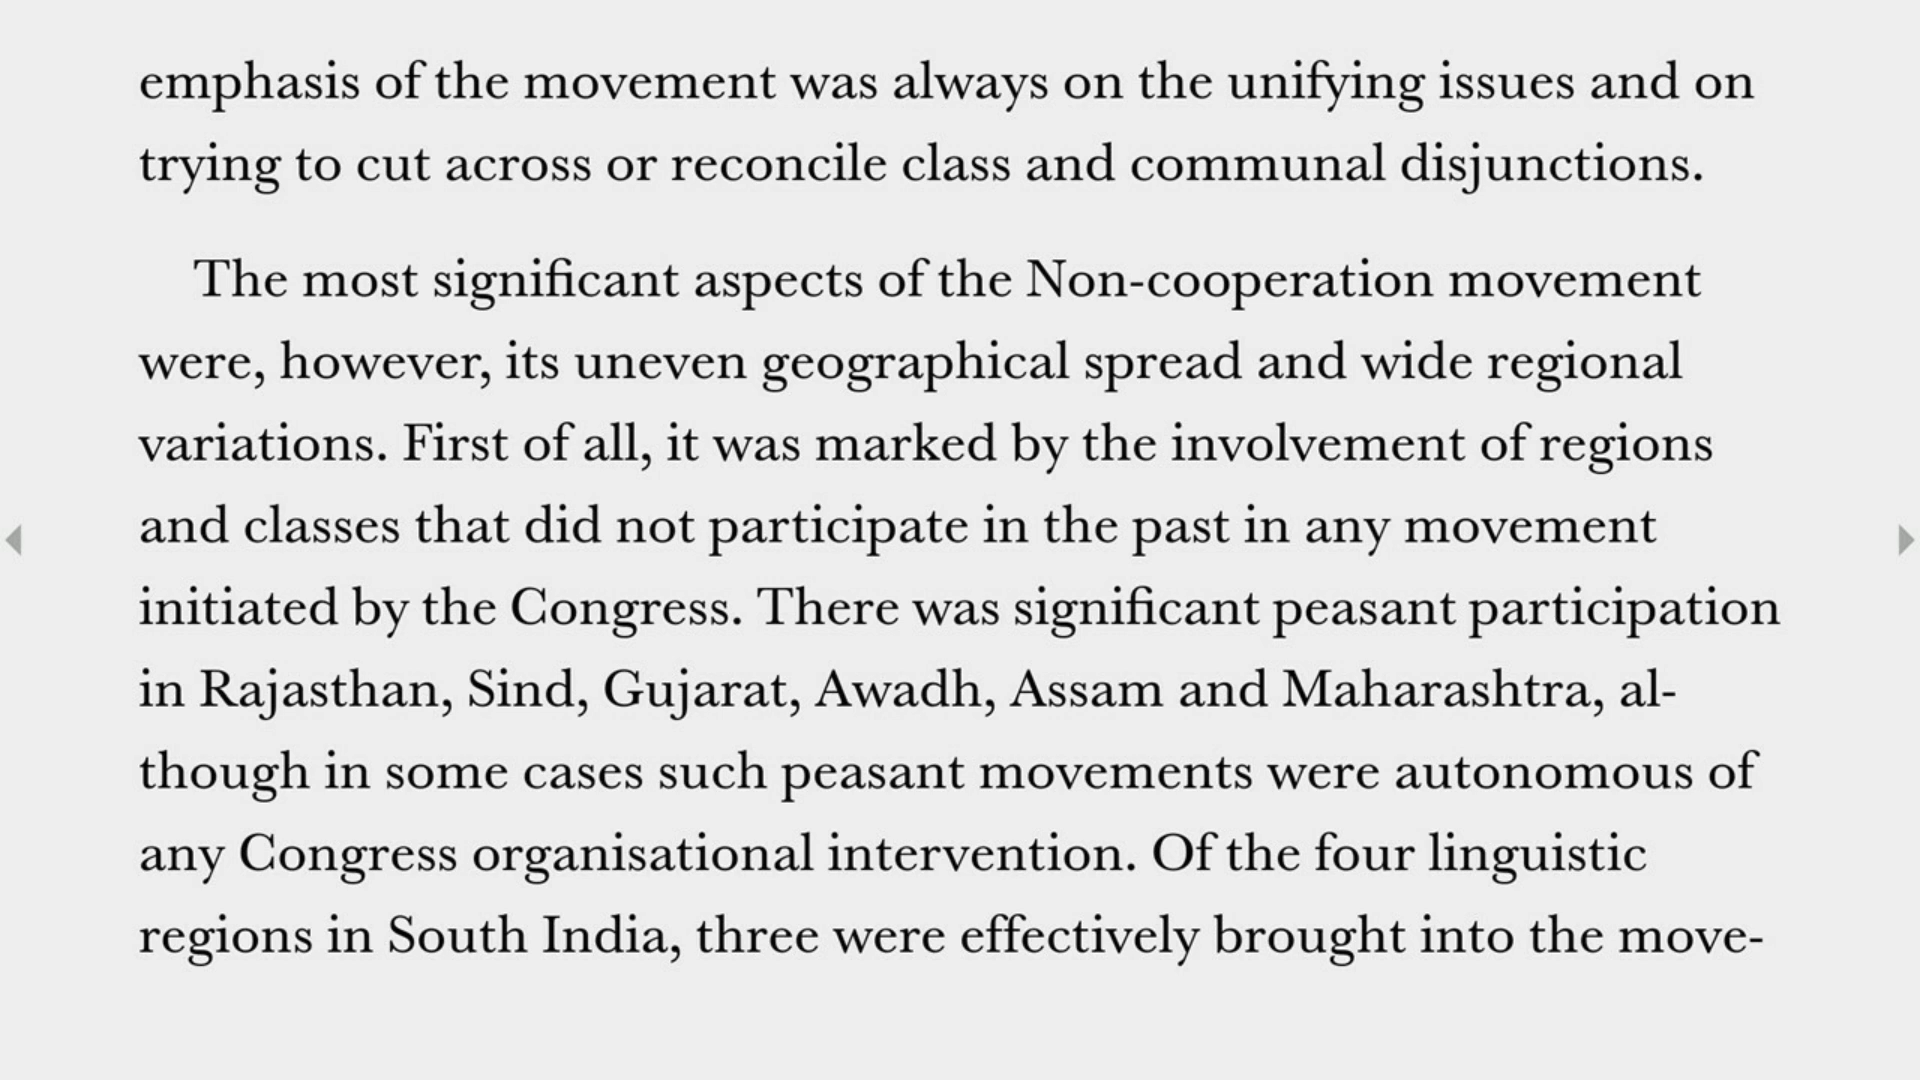 emphasis of the movement was always on the unifying issues and on
trying to cut across or reconcile class and communal disjunctions.
The most significant aspects of the Non-cooperation movement
were, however, its uneven geographical spread and wide regional
variations. First of all, it was marked by the involvement of regions
and classes that did not participate in the past in any movement
initiated by the Congress. There was significant peasant participation
in Rajasthan, Sind, Gujarat, Awadh, Assam and Maharashtra, al-
though in some cases such peasant movements were autonomous of
any Congress organisational intervention. Of the four linguistic
regions in South India, three were effectively brought into the move-